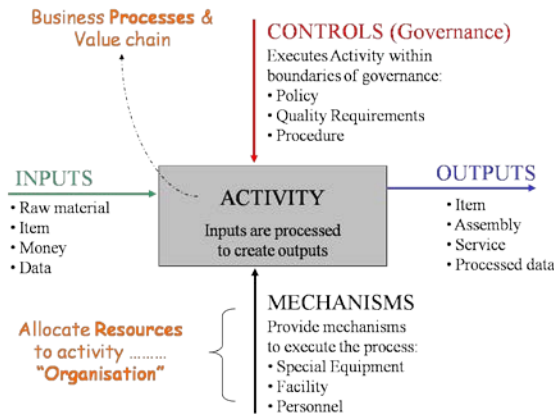 Business Processes &
Value chain
CONTROLS (Governance)
Executes Activity within
boundaries of governance:
• Policy
• Quality Requirements
• Procedure
INPUTS
• Raw material
• Item
• Money
• Data
ACTIVITY
Inputs are processed
to create outputs
OUTPUTS
• Item
• Assembly
• Service
• Processed data
Allocate Resources
to activity ………
“Organisation”
MECHANISMS
Provide mechanisms
to execute the process:
• Special Equipment
• Facility
• Personnel